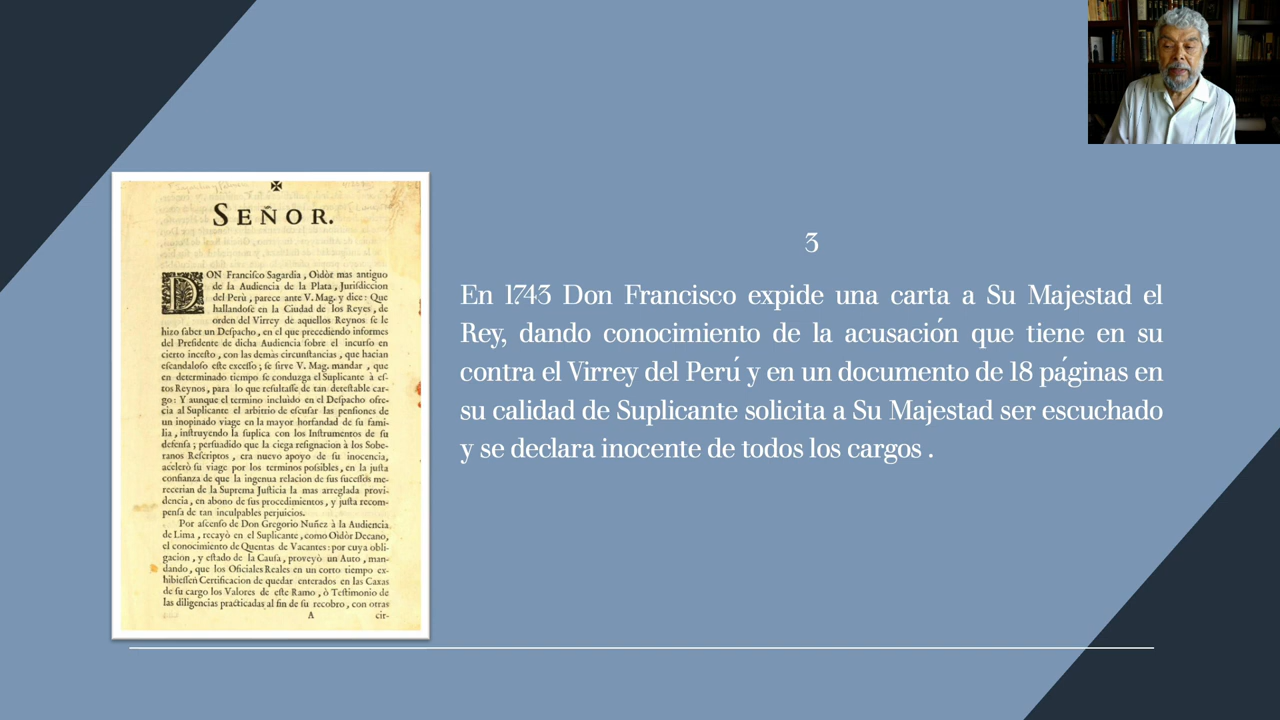 SEÑOR.
DON Francisco Sagardia, Oìdòr mas antiguo
de la Audiencia de la Plata, Jurisdiccion
del Perù, parece ante V. Mag. y dice: Que
hallandose en la Ciudad de los Reyes, de
orden del Virrey de aquellos Reynos se le
hizo saber un Despacho, en el que precediendo informes
del Presidente de dicha Audiencia sobre el incurso en
cierto incesto, con las demàs circunstancias, que hacian
escandaloso este excesso; se sirve V. Mag. mandar, que
en determinado tiempo se conduzga el Suplicante à es-
tos Reynos, para lo que resultasse de tan detestable car-
go: Y aunque el termino incluido en el Despacho ofre-
cia al Suplicante el arbitrio de escusar las pensiones de
un inopinado viage en la mayor horfandad de su fami-
lia, instruyendo la suplica con los Instrumentos de su
defensa; persuadido que la ciega resignacion à los Sobe-
ranos Rescriptos, era nuevo apoyo de su inocencia,
acelerò su viage por los terminos possibles, en la justa
confianza de que la ingenua relacion de sus sucessos me-
recerian de la Suprema Justicia la mas arreglada provi-
dencia, en abono de sus procedimientos, y justa recom-
pensa de tan inculpables perjuicios.
Por ascenso de Don Gregorio Nuñez à la Audiencia
de Lima, recayò en el Suplicante, como Oìdòr Decano,
el conocimiento de Quentas de Vacantes: por cuya obli-
gacion, y estado de la Causa, proveyò un Auto, man-
dando, que los Oficiales Reales en un corto tiempo ex-
hibiessen Certificacion de quedar enterados en las Caxas
de su cargo los Valores de este Ramo, ò Testimonio de
las diligencias practicadas al fin de su recobro, con otras
A cir-
3
En 1743 Don Francisco expide una carta a Su Majestad el
Rey, dando conocimiento de la acusación que tiene en su
contra el Virrey del Perú y en un documento de 18 páginas en
su calidad de Suplicante solicita a Su Majestad ser escuchado
y se declara inocente de todos los cargos .